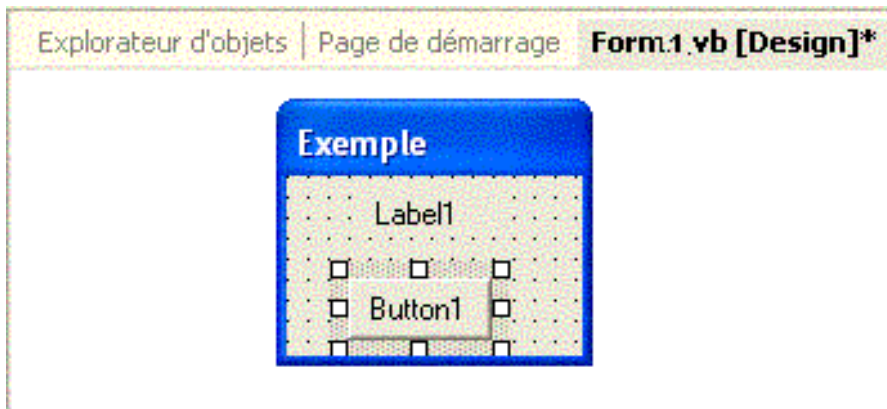 Explorateur d'objets | Page de démarrage Form1.vb [Design]*
Exemple
Label1
Button1